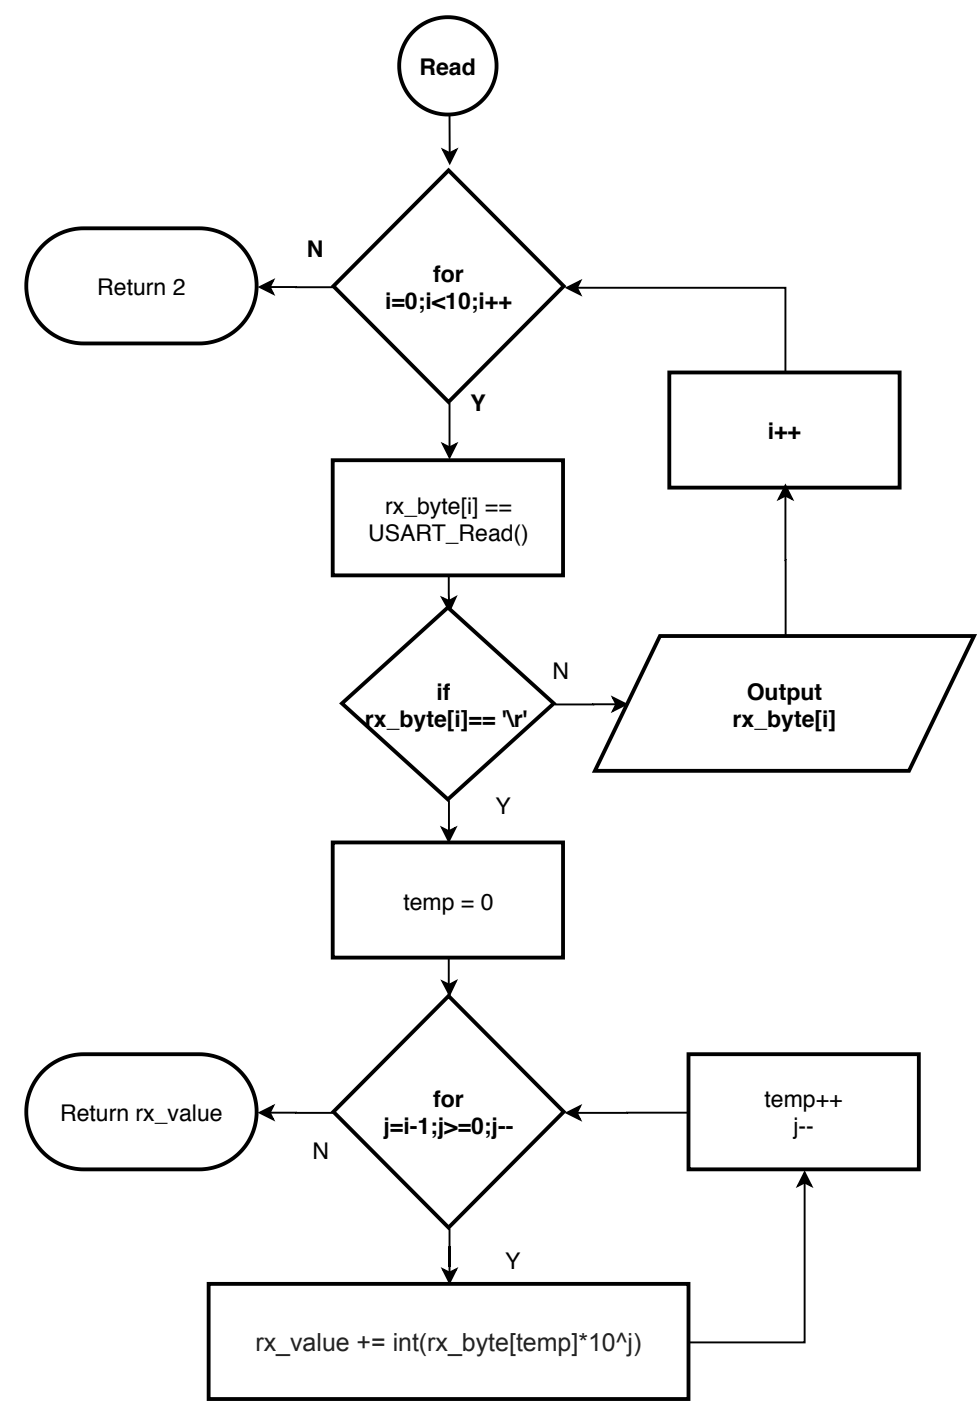 Read
N
for
i=0;i<10;i++
Return 2
Y
i++
rx_byte[i] ==
USART_Read()
N
if
rx_byte[i]== '\r'
Output
rx_byte[i]
Y
temp = 0
for
j=i-1;j>=0;j--
Return rx_value
N
temp++
j--
Y
rx_value += int(rx_byte[temp]*10^j)